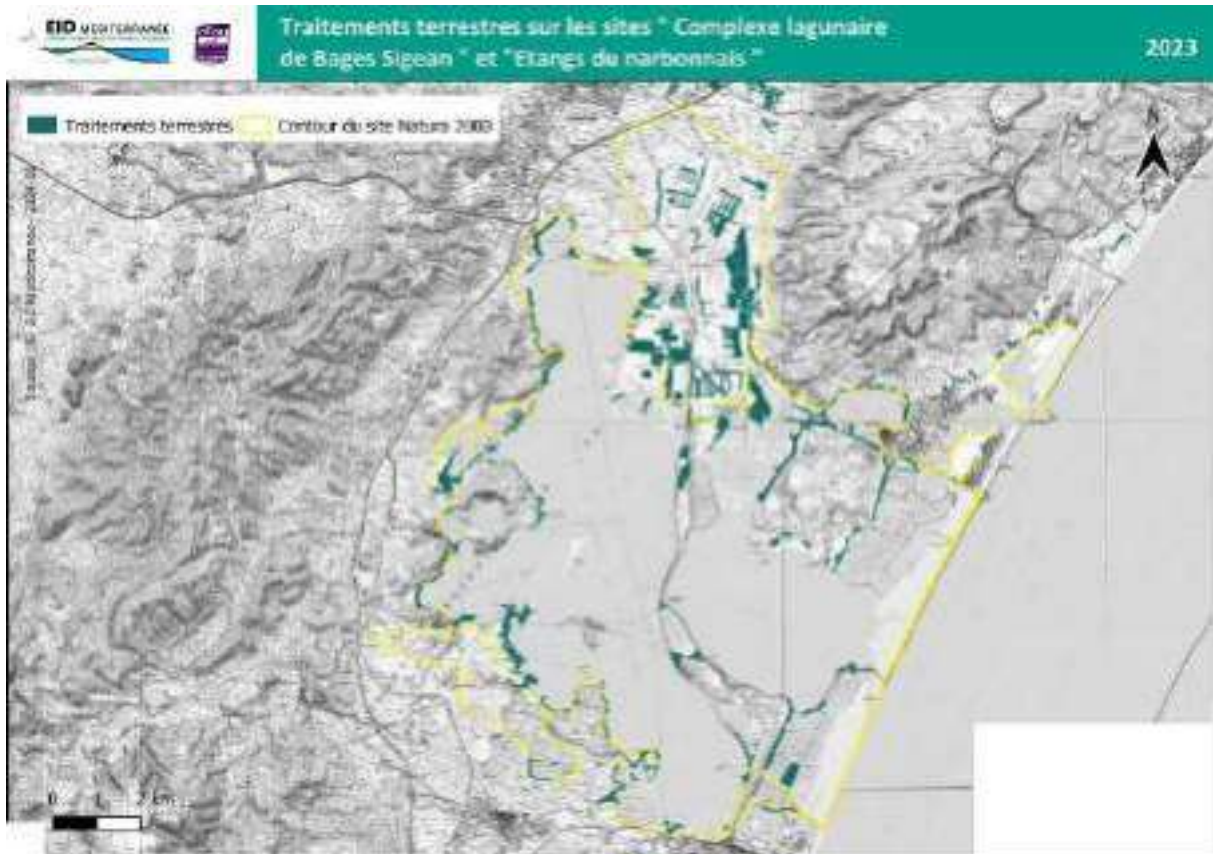 EID MEDITERRANEE
Traitements terrestres sur les sites " Complexe lagunaire
de Bages Sigean " et "Etangs du narbonnais "
2023
Traitements terrestres
Contour du site Natura 2000
N
0 1 2 km